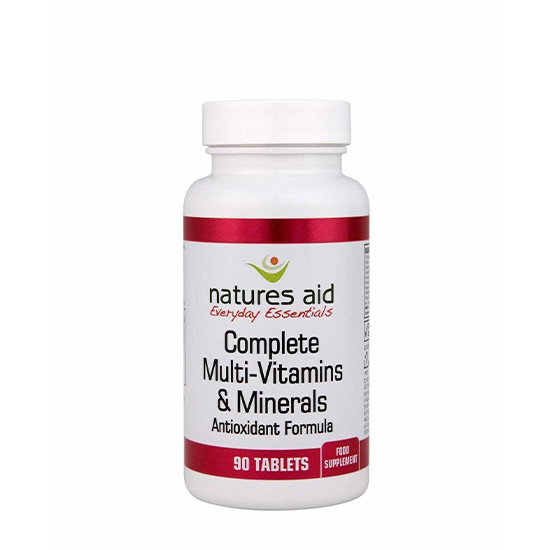 natures aid
Everyday Essentials
Complete
Multi-Vitamins
& Minerals
Antioxidant Formula
90 TABLETS
FOOD
SUPPLEMENT